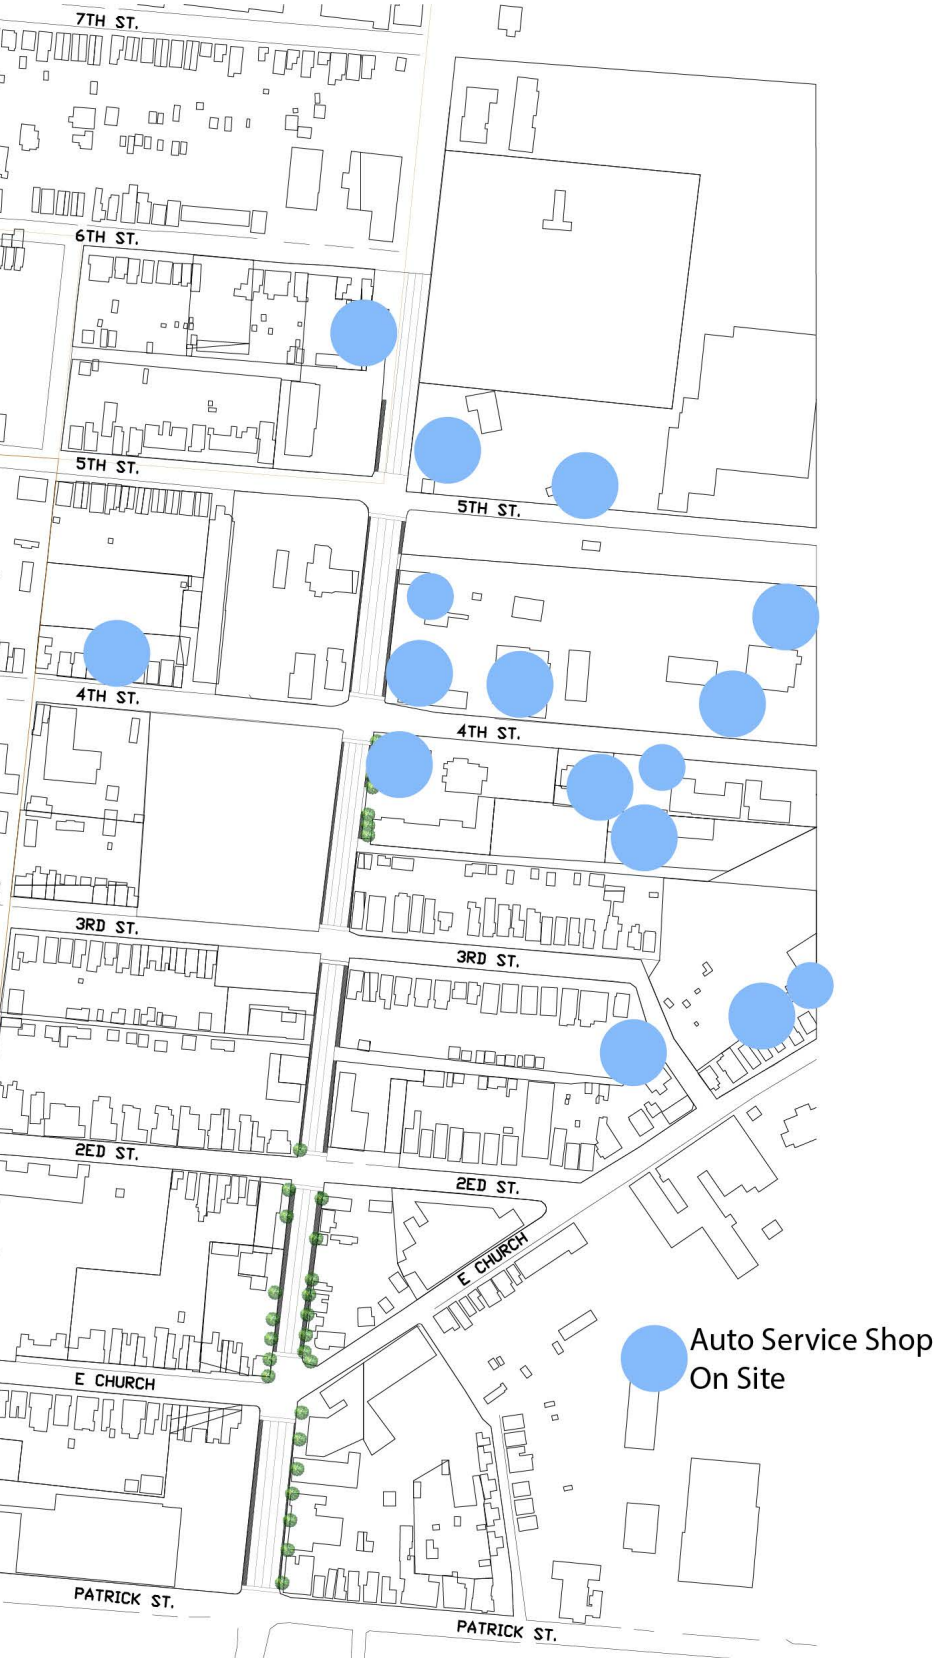 7TH ST.
6TH ST.
5TH ST.
5TH ST.
4TH ST.
4TH ST.
3RD ST.
3RD ST.
2ED ST.
2ED ST.
E CHURCH
Auto Service Shop
On Site
E CHURCH
PATRICK ST.
PATRICK ST.